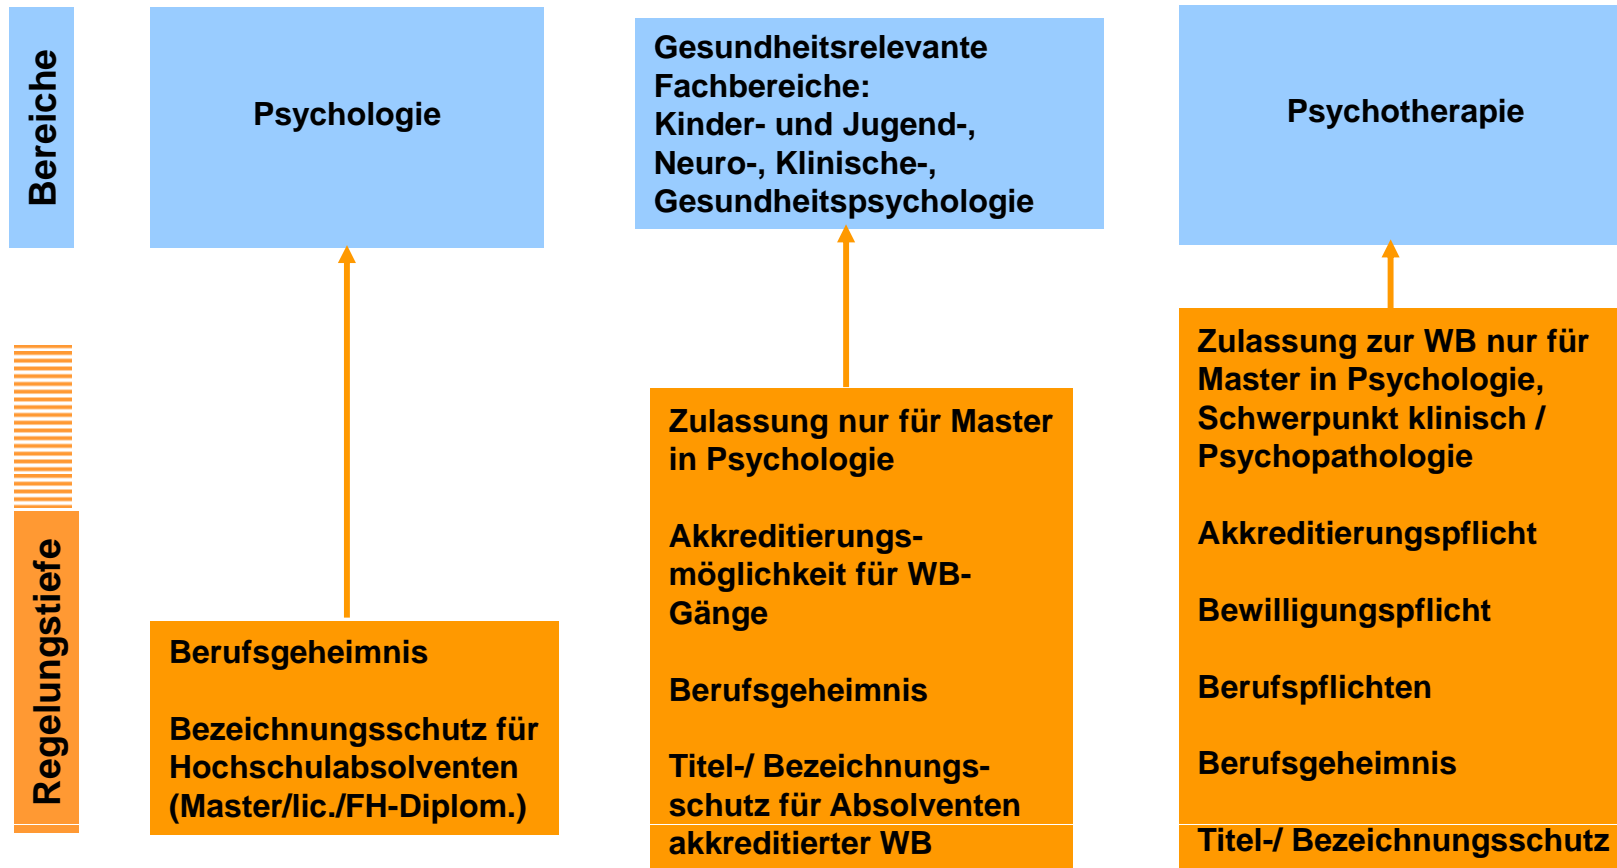 Bereiche
Psychologie
Gesundheitsrelevante
Fachbereiche:
Kinder- und Jugend-,
Neuro-, Klinische-,
Gesundheitspsychologie
Psychotherapie
Regelungstiefe
Berufsgeheimnis
Bezeichnungsschutz für
Hochschulabsolventen
(Master/lic./FH-Diplom.)
Zulassung nur für Master
in Psychologie
Akkreditierungs-
möglichkeit für WB-
Gänge
Berufsgeheimnis
Titel-/ Bezeichnungs-
schutz für Absolventen
akkreditierter WB
Zulassung zur WB nur für
Master in Psychologie,
Schwerpunkt klinisch /
Psychopathologie
Akkreditierungspflicht
Bewilligungspflicht
Berufspflichten
Berufsgeheimnis
Titel-/ Bezeichnungsschutz